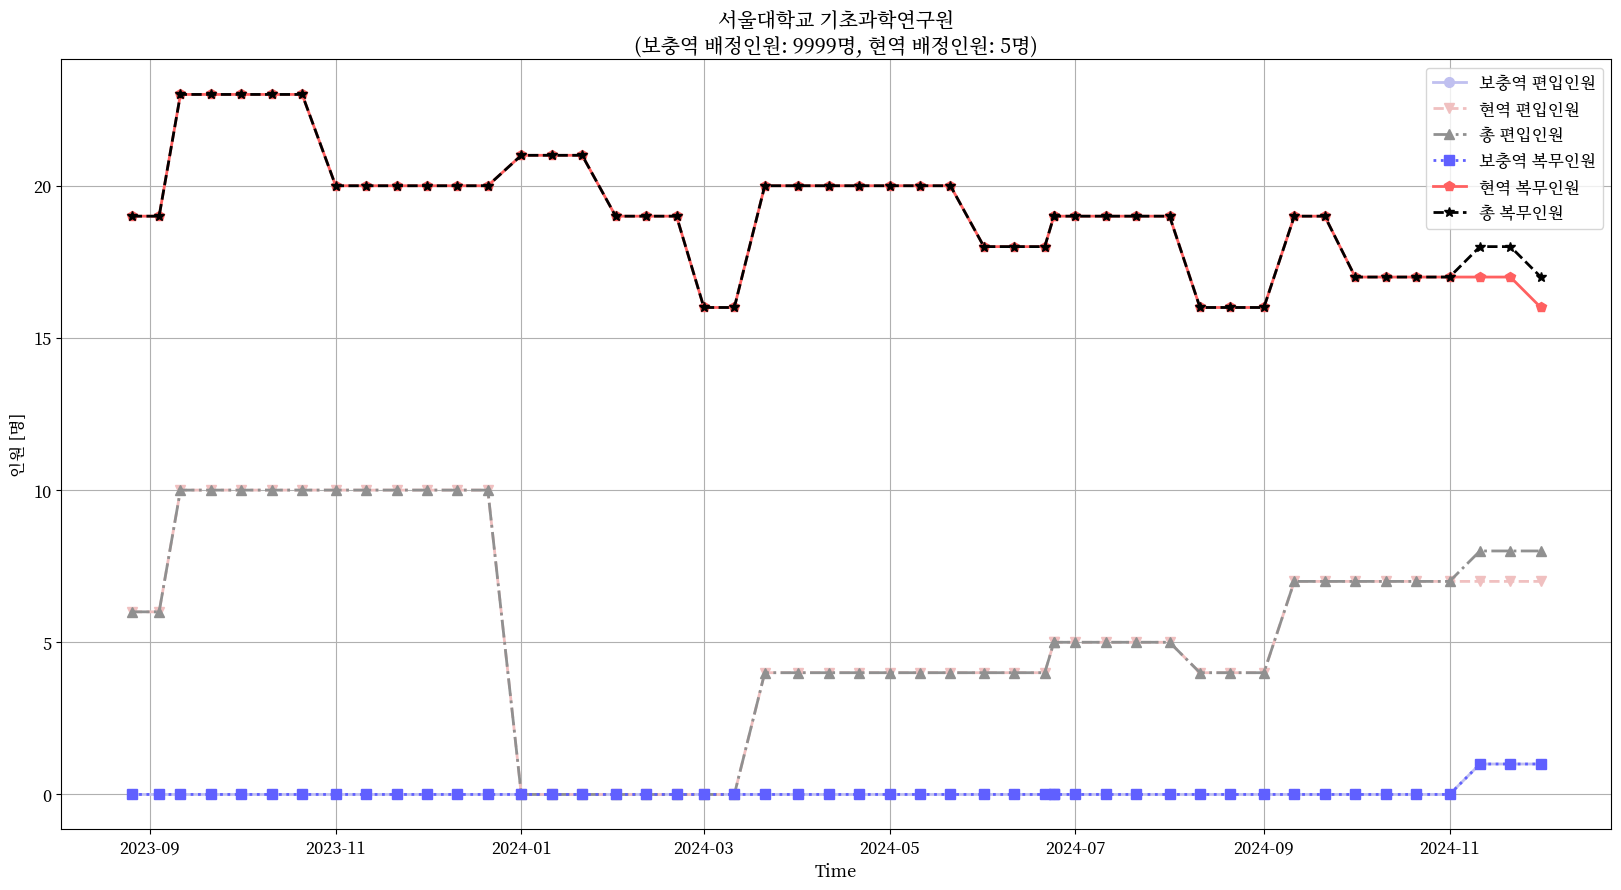 서울대학교 기초과학연구원
(보충역 배정인원: 9999명, 현역 배정인원: 5명)
보충역 편입인원
현역 편입인원
총 편입인원
보충역 복무인원
현역 복무인원
총 복무인원
인원 [명]
20
15
10
5
0
2023-09
2023-11
2024-01
2024-03
2024-05
2024-07
2024-09
2024-11
Time